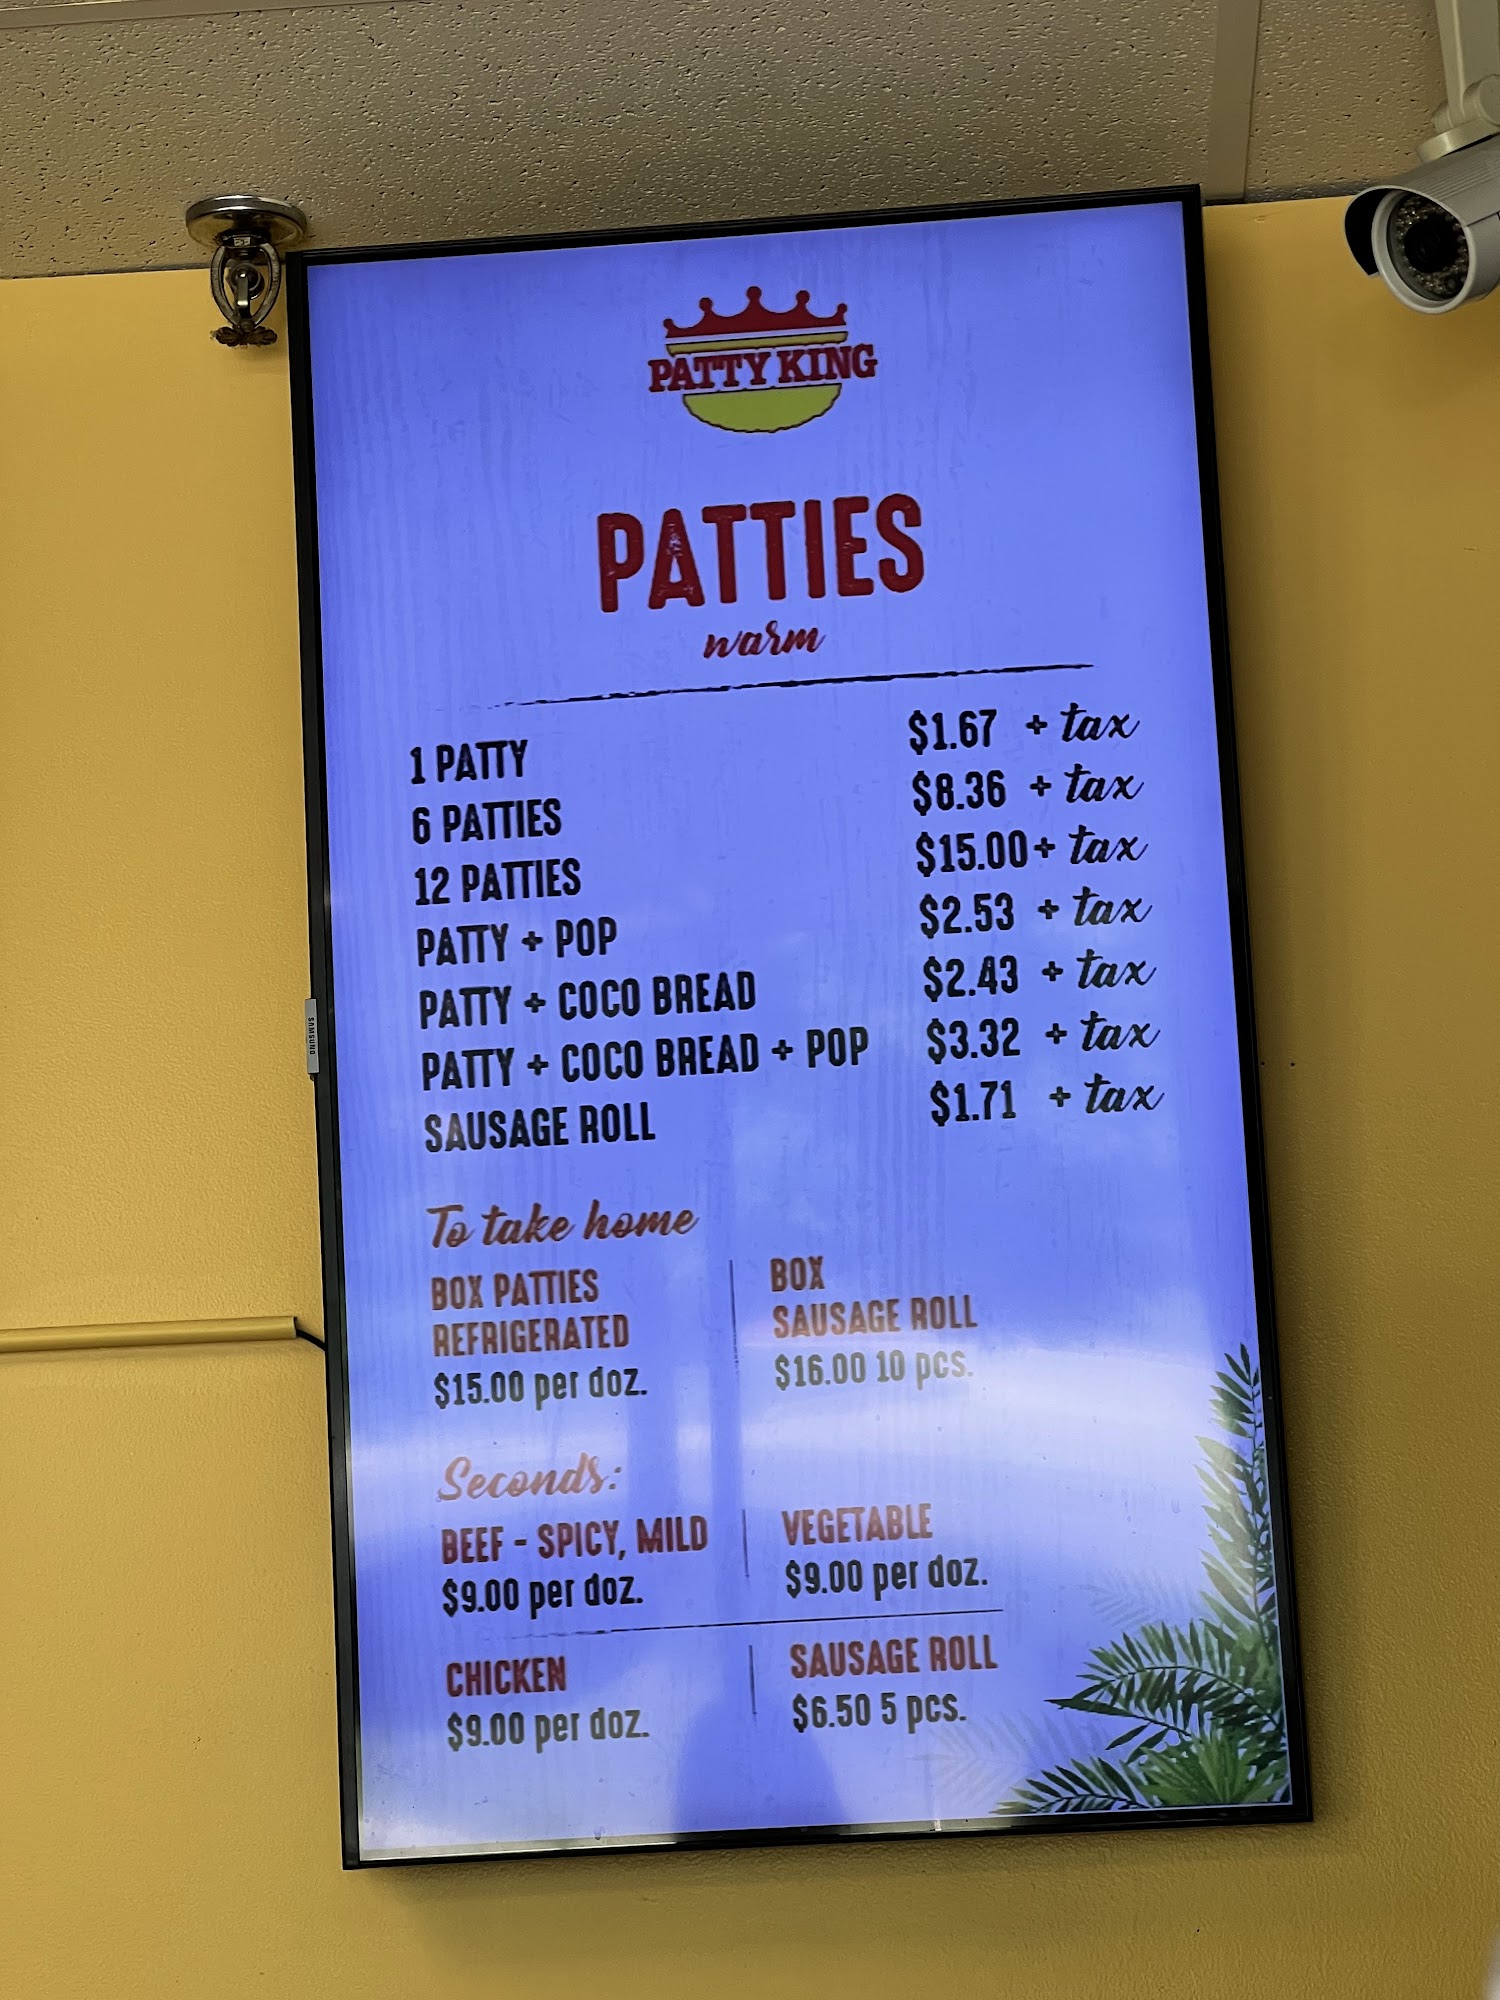 PATTY KING
PATTIES
warm
1 PATTY $1.67 + tax
6 PATTIES $8.36 + tax
12 PATTIES $15.00 + tax
PATTY + POP $2.53 + tax
PATTY + COCO BREAD $2.43 + tax
PATTY + COCO BREAD + POP $3.32 + tax
SAUSAGE ROLL $1.71 + tax
To take home
BOX PATTIES
REFRIGERATED
$15.00 per doz.
BOX
SAUSAGE ROLL
$16.00 10 pcs.
Seconds:
BEEF - SPICY, MILD
$9.00 per doz.
VEGETABLE
$9.00 per doz.
CHICKEN
$9.00 per doz.
SAUSAGE ROLL
$6.50 5 pcs.
SAMSUNG